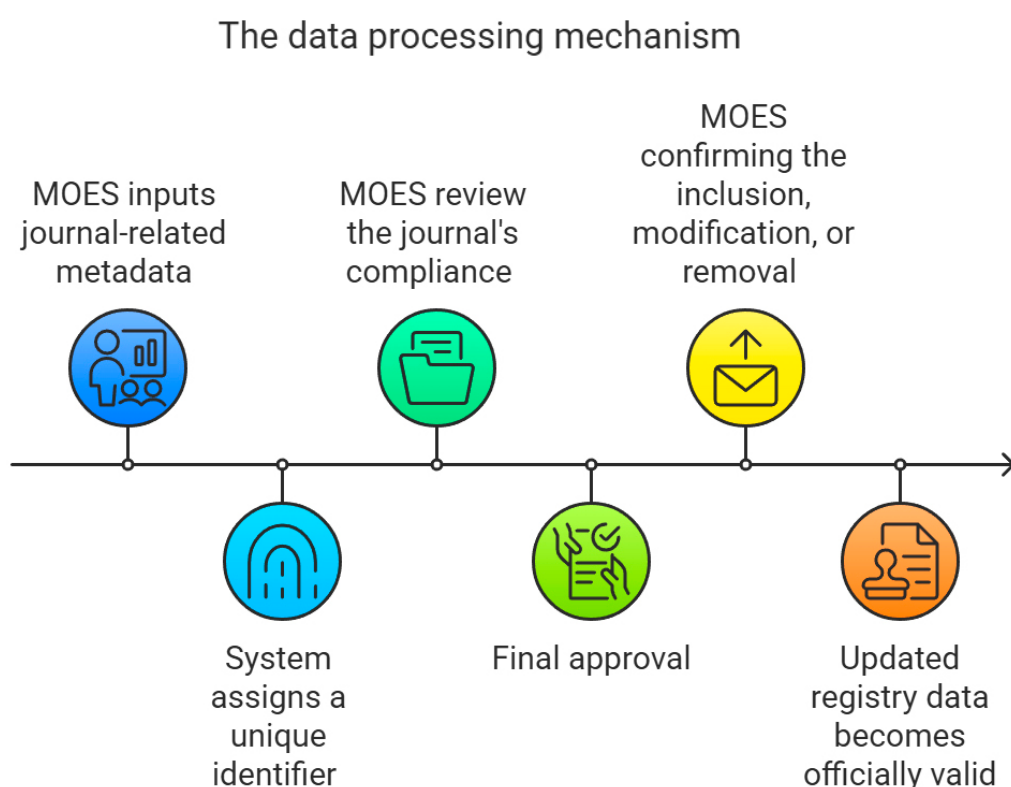 The data processing mechanism
MOES inputs
journal-related
metadata
System
assigns a
unique
identifier
MOES review
the journal's
compliance
Final approval
MOES
confirming the
inclusion,
modification, or
removal
Updated
registry data
becomes
officially valid